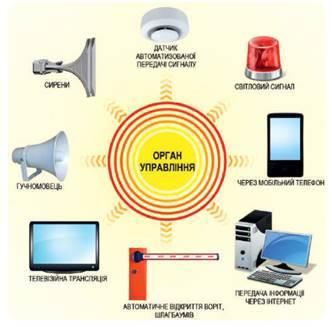 ДАТЧИК
АВТОМАТИЗОВАНОЇ
ПЕРЕДАЧІ СИГНАЛУ
СИРЕНИ
СВІТЛОВИЙ СИГНАЛ
ОРГАН
УПРАВЛІННЯ
ГУЧНОМОВЕЦЬ
ЧЕРЕЗ МОБІЛЬНИЙ ТЕЛЕФОН
ТЕЛЕВІЗІЙНА ТРАНСЛЯЦІЯ
АВТОМАТИЧНЕ ВІДКРИТТЯ ВОРІТ,
ШЛАГБАУМІВ
ПЕРЕДАЧА ІНФОРМАЦІЇ
ЧЕРЕЗ ІНТЕРНЕТ